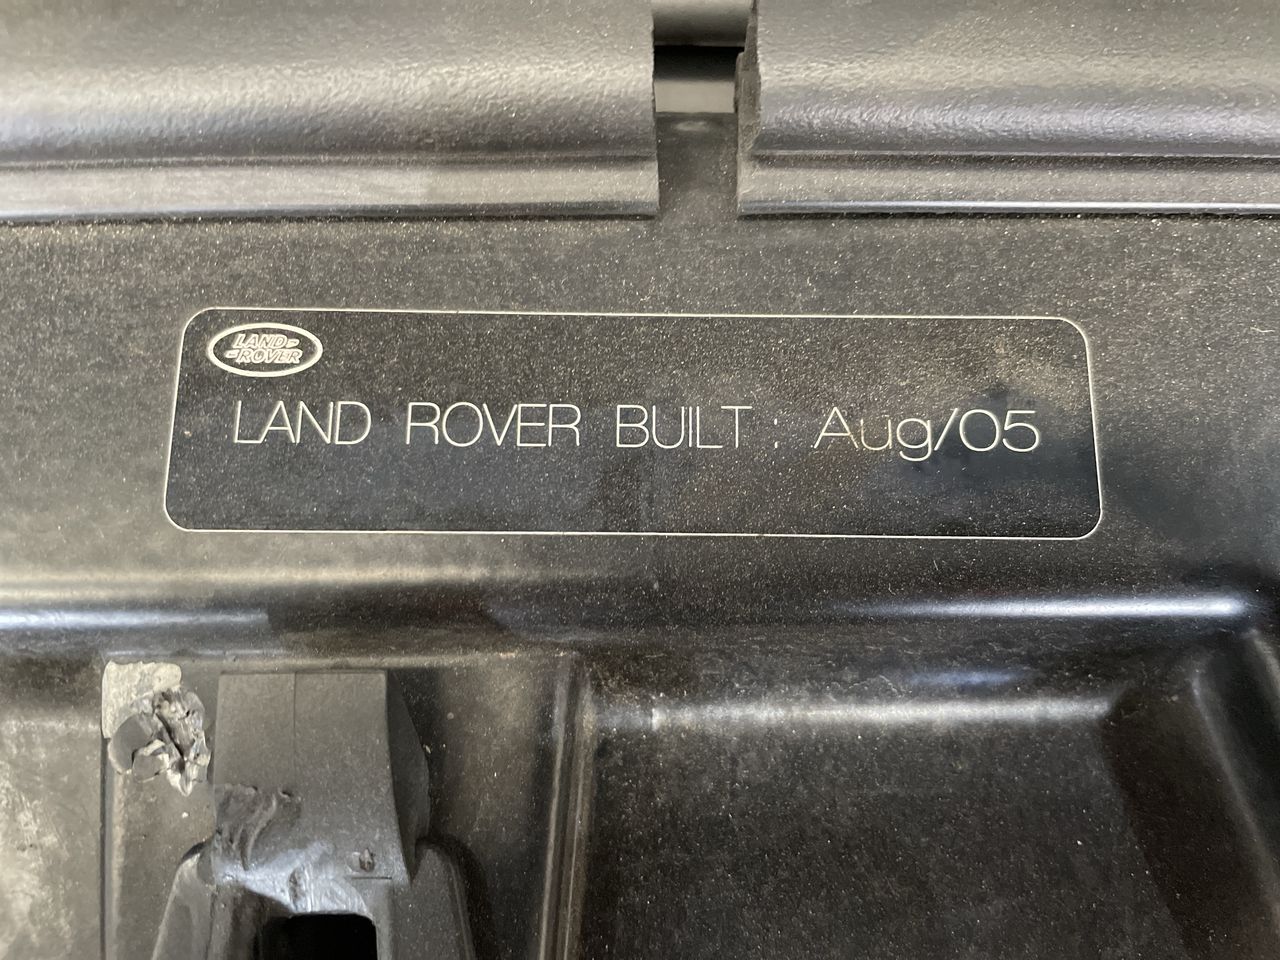 LAND-
-ROVER
LAND ROVER BUILT : Aug/05